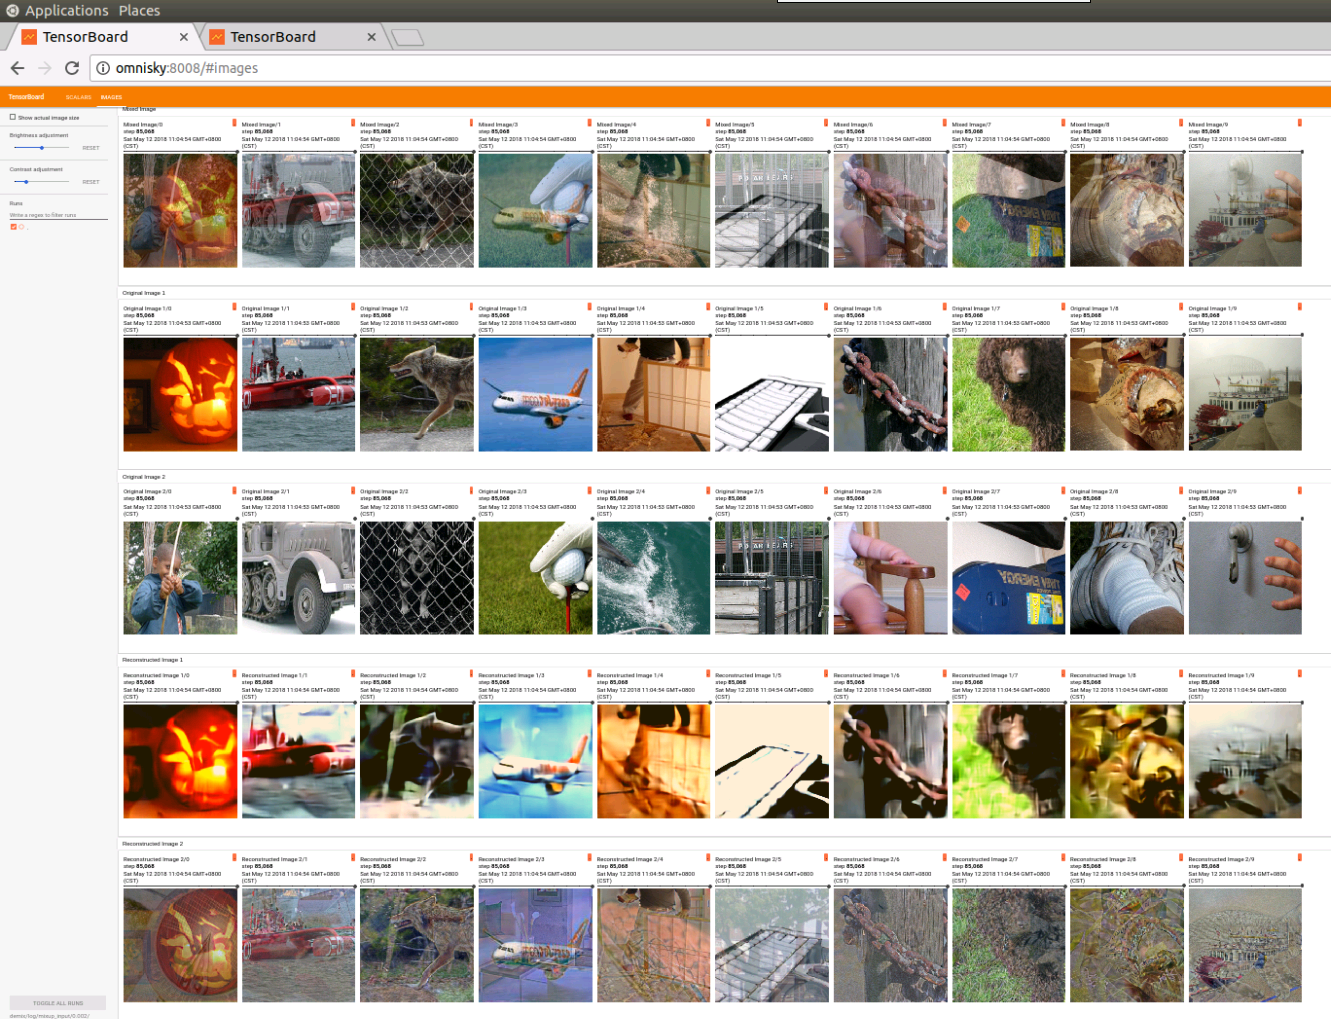 Applications Places
TensorBoard × TensorBoard ×
omnisky:8008/#images
TensorBoard SCALARS IMAGES
Show actual image size
Brightness adjustment
RESET
Contrast adjustment
RESET
Runs
Write a regex to filter runs
TOGGLE ALL RUNS
Mixed Image
Mixed Image/0 Mixed Image/1 Mixed Image/2 Mixed Image/3 Mixed Image/4 Mixed Image/5 Mixed Image/6 Mixed Image/7 Mixed Image/8 Mixed Image/9
step 85,068 step 85,068 step 85,068 step 85,068 step 85,068 step 85,068 step 85,068 step 85,068 step 85,068 step 85,068
Sat May 12 2018 11:04:54 GMT+0800 Sat May 12 2018 11:04:54 GMT+0800 Sat May 12 2018 11:04:54 GMT+0800 Sat May 12 2018 11:04:54 GMT+0800 Sat May 12 2018 11:04:54 GMT+0800 Sat May 12 2018 11:04:54 GMT+0800 Sat May 12 2018 11:04:54 GMT+0800 Sat May 12 2018 11:04:54 GMT+0800 Sat May 12 2018 11:04:54 GMT+0800 Sat May 12 2018 11:04:54 GMT+0800
(CST) (CST) (CST) (CST) (CST) (CST) (CST) (CST) (CST) (CST)
Original Image 1
Original Image 1/0 Original Image 1/1 Original Image 1/2 Original Image 1/3 Original Image 1/4 Original Image 1/5 Original Image 1/6 Original Image 1/7 Original Image 1/8 Original Image 1/9
step 85,068 step 85,068 step 85,068 step 85,068 step 85,068 step 85,068 step 85,068 step 85,068 step 85,068 step 85,068
Sat May 12 2018 11:04:53 GMT+0800 Sat May 12 2018 11:04:53 GMT+0800 Sat May 12 2018 11:04:53 GMT+0800 Sat May 12 2018 11:04:53 GMT+0800 Sat May 12 2018 11:04:53 GMT+0800 Sat May 12 2018 11:04:53 GMT+0800 Sat May 12 2018 11:04:53 GMT+0800 Sat May 12 2018 11:04:53 GMT+0800 Sat May 12 2018 11:04:53 GMT+0800 Sat May 12 2018 11:04:53 GMT+0800
(CST) (CST) (CST) (CST) (CST) (CST) (CST) (CST) (CST) (CST)
Original Image 2
Original Image 2/0 Original Image 2/1 Original Image 2/2 Original Image 2/3 Original Image 2/4 Original Image 2/5 Original Image 2/6 Original Image 2/7 Original Image 2/8 Original Image 2/9
step 85,068 step 85,068 step 85,068 step 85,068 step 85,068 step 85,068 step 85,068 step 85,068 step 85,068 step 85,068
Sat May 12 2018 11:04:53 GMT+0800 Sat May 12 2018 11:04:53 GMT+0800 Sat May 12 2018 11:04:53 GMT+0800 Sat May 12 2018 11:04:53 GMT+0800 Sat May 12 2018 11:04:53 GMT+0800 Sat May 12 2018 11:04:53 GMT+0800 Sat May 12 2018 11:04:53 GMT+0800 Sat May 12 2018 11:04:53 GMT+0800 Sat May 12 2018 11:04:53 GMT+0800 Sat May 12 2018 11:04:53 GMT+0800
(CST) (CST) (CST) (CST) (CST) (CST) (CST) (CST) (CST) (CST)
Reconstructed Image 1
Reconstructed Image 1/0 Reconstructed Image 1/1 Reconstructed Image 1/2 Reconstructed Image 1/3 Reconstructed Image 1/4 Reconstructed Image 1/5 Reconstructed Image 1/6 Reconstructed Image 1/7 Reconstructed Image 1/8 Reconstructed Image 1/9
step 85,068 step 85,068 step 85,068 step 85,068 step 85,068 step 85,068 step 85,068 step 85,068 step 85,068 step 85,068
Sat May 12 2018 11:04:54 GMT+0800 Sat May 12 2018 11:04:54 GMT+0800 Sat May 12 2018 11:04:54 GMT+0800 Sat May 12 2018 11:04:54 GMT+0800 Sat May 12 2018 11:04:54 GMT+0800 Sat May 12 2018 11:04:54 GMT+0800 Sat May 12 2018 11:04:54 GMT+0800 Sat May 12 2018 11:04:54 GMT+0800 Sat May 12 2018 11:04:54 GMT+0800 Sat May 12 2018 11:04:54 GMT+0800
(CST) (CST) (CST) (CST) (CST) (CST) (CST) (CST) (CST) (CST)
Reconstructed Image 2
Reconstructed Image 2/0 Reconstructed Image 2/1 Reconstructed Image 2/2 Reconstructed Image 2/3 Reconstructed Image 2/4 Reconstructed Image 2/5 Reconstructed Image 2/6 Reconstructed Image 2/7 Reconstructed Image 2/8 Reconstructed Image 2/9
step 85,068 step 85,068 step 85,068 step 85,068 step 85,068 step 85,068 step 85,068 step 85,068 step 85,068 step 85,068
Sat May 12 2018 11:04:54 GMT+0800 Sat May 12 2018 11:04:54 GMT+0800 Sat May 12 2018 11:04:54 GMT+0800 Sat May 12 2018 11:04:54 GMT+0800 Sat May 12 2018 11:04:54 GMT+0800 Sat May 12 2018 11:04:54 GMT+0800 Sat May 12 2018 11:04:54 GMT+0800 Sat May 12 2018 11:04:54 GMT+0800 Sat May 12 2018 11:04:54 GMT+0800 Sat May 12 2018 11:04:54 GMT+0800
(CST) (CST) (CST) (CST) (CST) (CST) (CST) (CST) (CST) (CST)